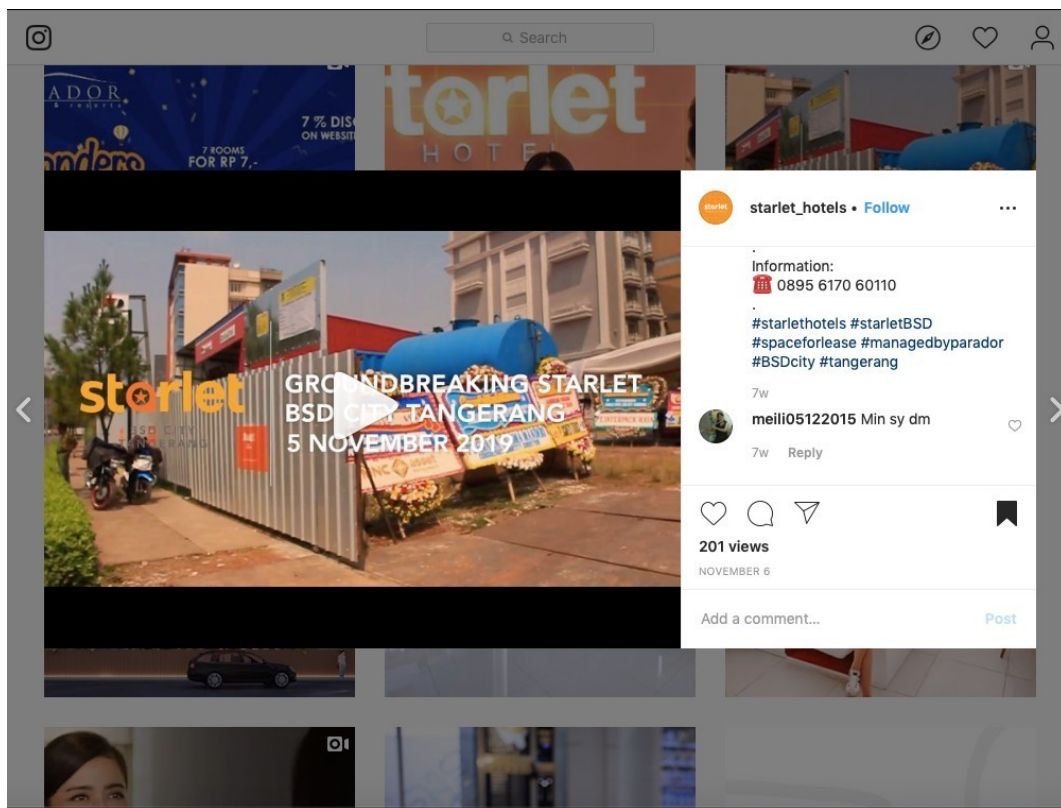 Search
ADOR
& resorts
7 % DIS
ON WEBSIT
7 ROOMS
FOR RP 7,-
starlet
HOTEL
starlet
BSD CITY
TANGERANG
GROUNDBREAKING STARLET
BSD CITY TANGERANG
5 NOVEMBER 2019
starlet
starlet_hotels • Follow
.
Information:
☎️ 0895 6170 60110
.
#starlethotels #starletBSD
#spaceforlease #managedbyparador
#BSDcity #tangerang
7w
meili05122015 Min sy dm
7w Reply
201 views
NOVEMBER 6
Add a comment...
Post